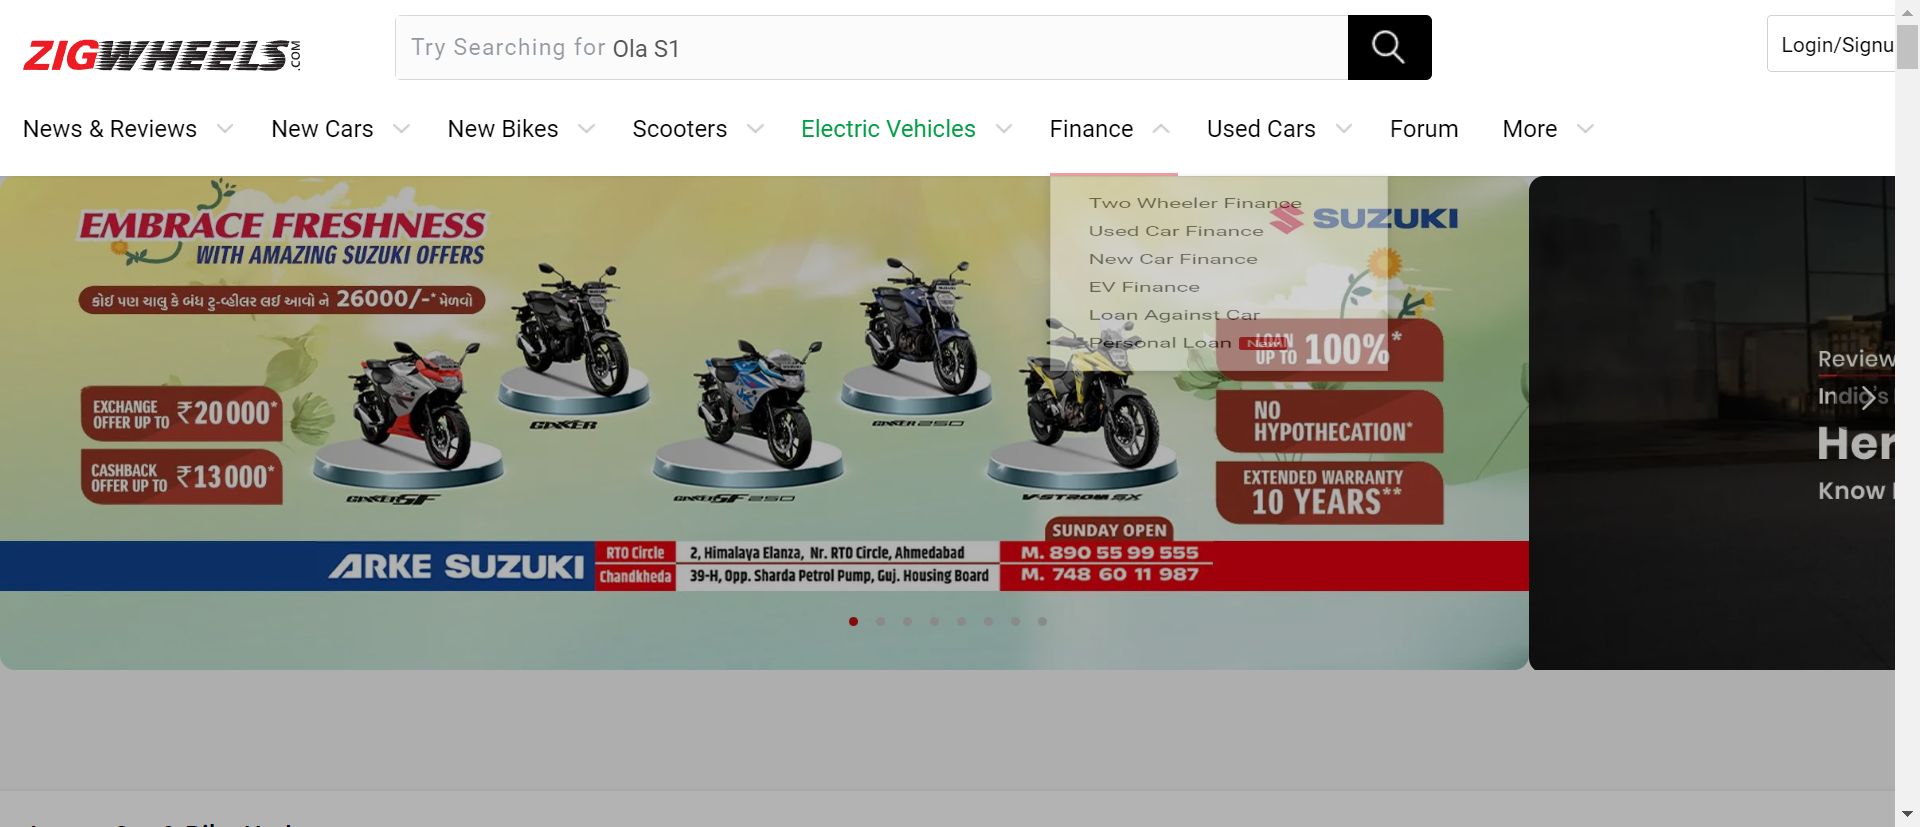 ZIGWHEELS.COM
Try Searching for Ola S1
Login/Signu
News & Reviews
New Cars
New Bikes
Scooters
Electric Vehicles
Finance
Used Cars
Forum
More
Two Wheeler Finance
Used Car Finance
New Car Finance
EV Finance
Loan Against Car
Personal Loan New
EMBRACE FRESHNESS
WITH AMAZING SUZUKI OFFERS
કોઈ પણ ચાલુ કે બંધ ટુ-વ્હીલર લઈ આવો ને 26000/-* મેળવો
SUZUKI
EXCHANGE
OFFER UP TO ₹20000*
CASHBACK
OFFER UP TO ₹13000*
GIXXER
GIXXER 250
GIXXER SF
GIXXER SF 250
V-STROM SX
LOAN
UP TO 100%*
NO
HYPOTHECATION*
EXTENDED WARRANTY
10 YEARS**
SUNDAY OPEN
ARKE SUZUKI
RTO Circle
2, Himalaya Elanza, Nr. RTO Circle, Ahmedabad
M. 890 55 99 555
Chandkheda
39-H, Opp. Sharda Petrol Pump, Guj. Housing Board
M. 748 60 11 987
Review
India's
Her
Know